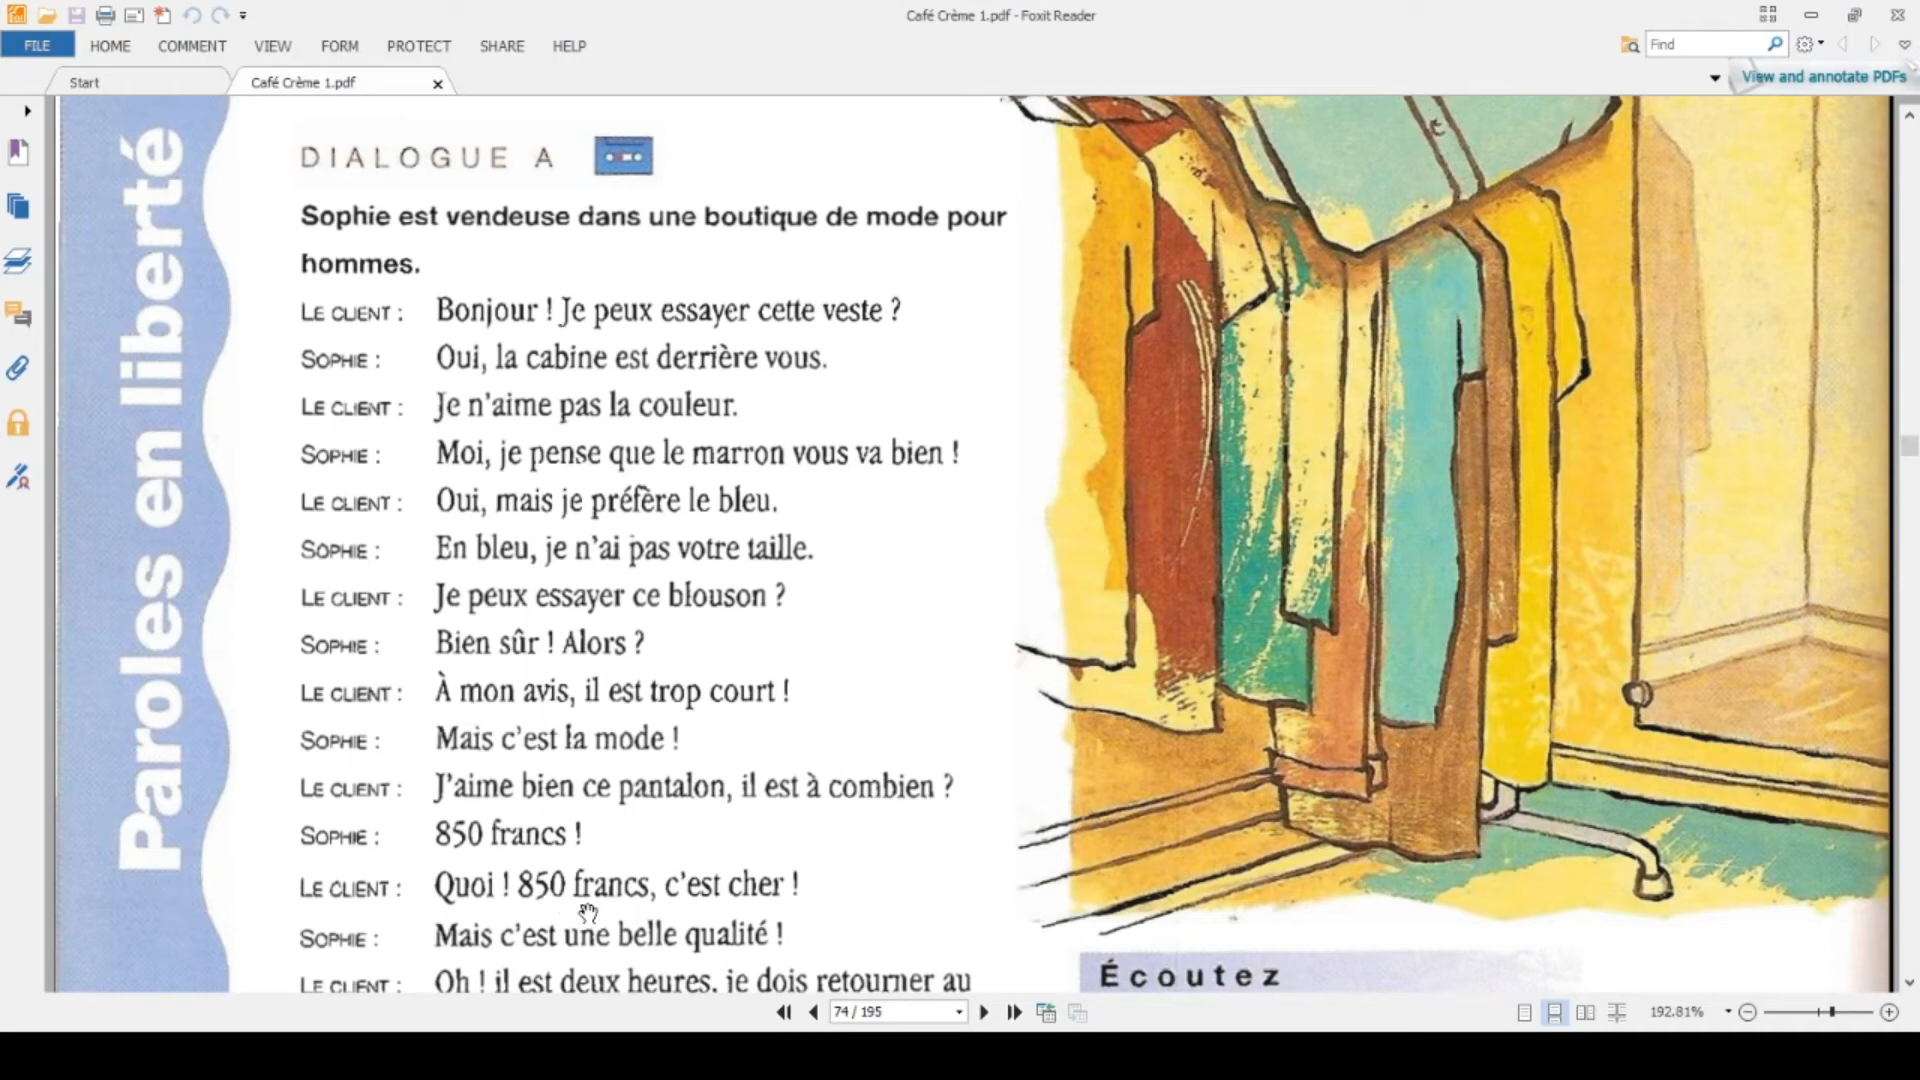 Café Crème 1.pdf - Foxit Reader
FILE HOME COMMENT VIEW FORM PROTECT SHARE HELP
Find
Start Café Crème 1.pdf
View and annotate PDFs
Paroles en liberté
DIALOGUE A
Sophie est vendeuse dans une boutique de mode pour
hommes.
LE CLIENT : Bonjour ! Je peux essayer cette veste ?
SOPHIE : Oui, la cabine est derrière vous.
LE CLIENT : Je n'aime pas la couleur.
SOPHIE : Moi, je pense que le marron vous va bien !
LE CLIENT : Oui, mais je préfère le bleu.
SOPHIE : En bleu, je n'ai pas votre taille.
LE CLIENT : Je peux essayer ce blouson ?
SOPHIE : Bien sûr ! Alors ?
LE CLIENT : À mon avis, il est trop court !
SOPHIE : Mais c'est la mode !
LE CLIENT : J'aime bien ce pantalon, il est à combien ?
SOPHIE : 850 francs !
LE CLIENT : Quoi ! 850 francs, c'est cher !
SOPHIE : Mais c'est une belle qualité !
LE CLIENT : Oh ! il est deux heures, je dois retourner au
Écoutez
74 / 195
192.81%